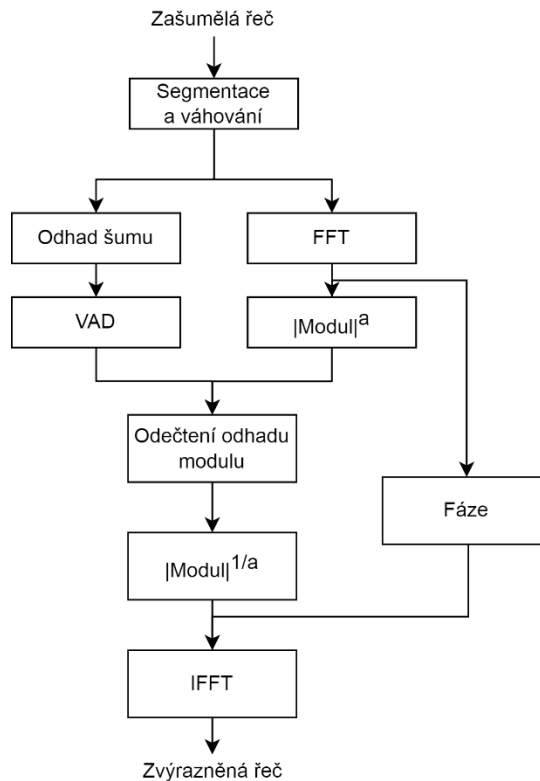 Zašumělá řeč
Segmentace
a váhování
Odhad šumu
FFT
VAD
|Modul|^a
Odečtení odhadu
modulu
Fáze
|Modul|^1/a
IFFT
Zvýrazněná řeč